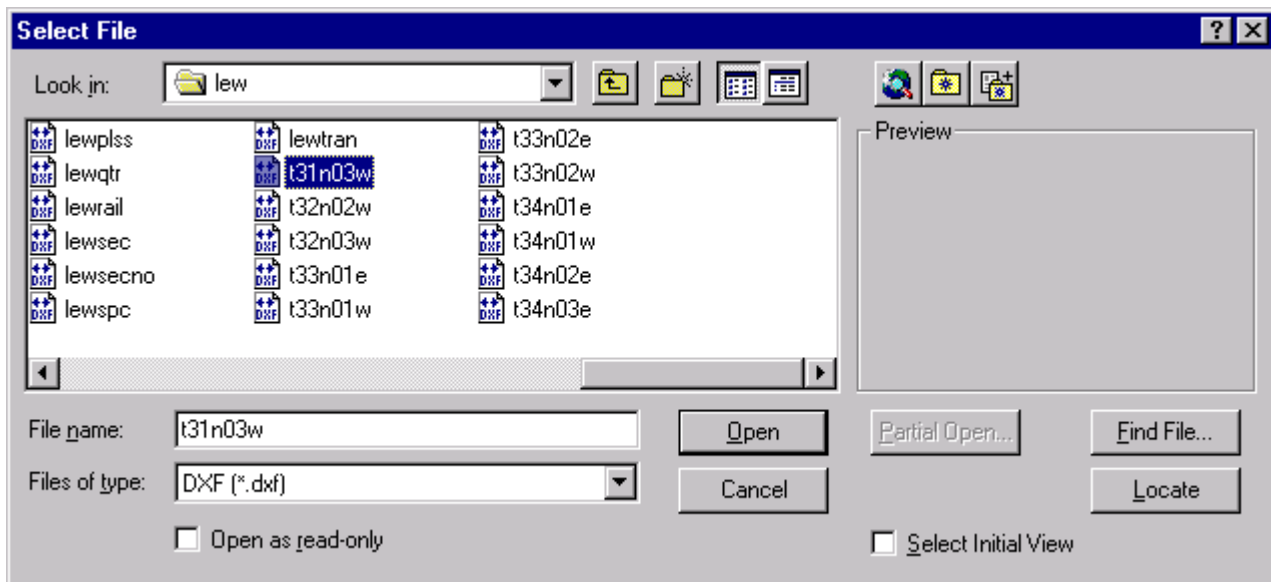 Select File
Look in: lew
lewplss lewtran t33n02e
lewqtr t31n03w t33n02w
lewrail t32n02w t34n01e
lewsec t32n03w t34n01w
lewsecno t33n01e t34n02e
lewspc t33n01w t34n03e
Preview
File name: t31n03w Open Partial Open... Find File...
Files of type: DXF (*.dxf) Cancel Locate
Open as read-only Select Initial View